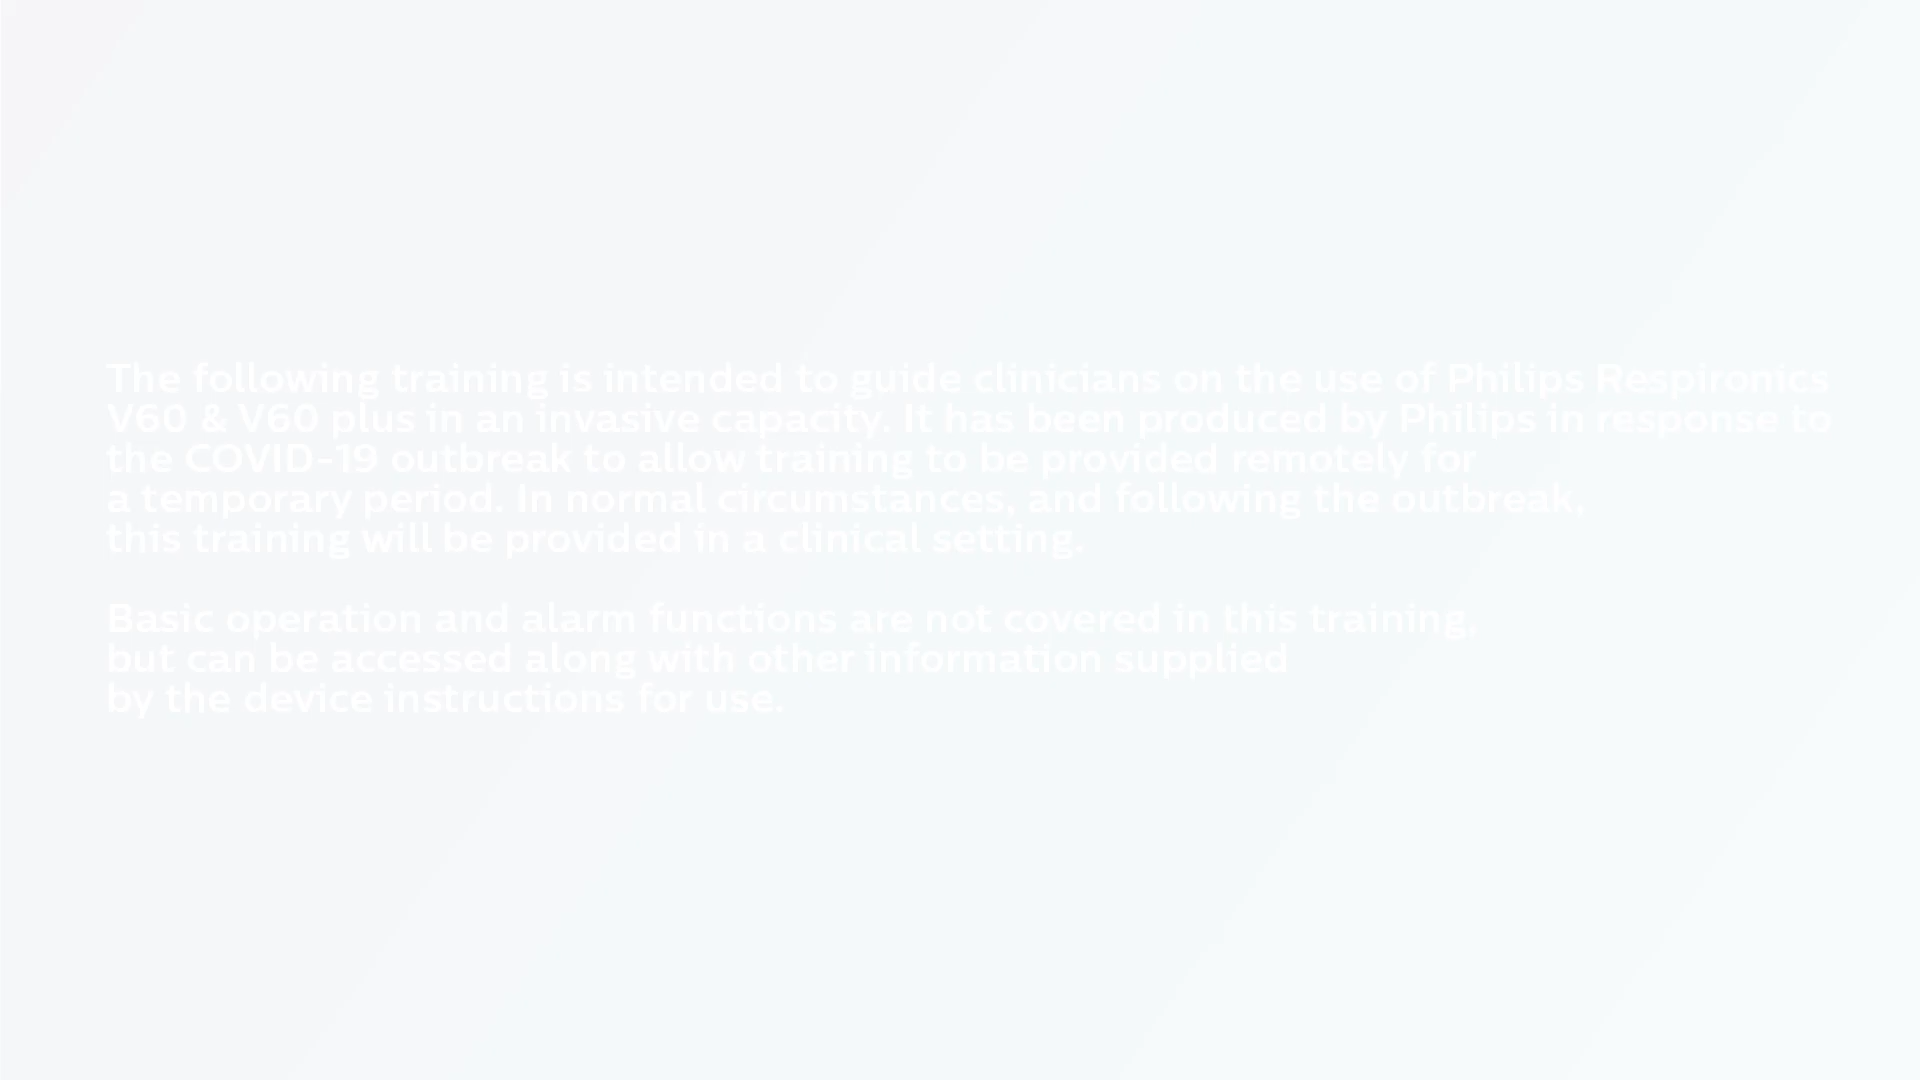 The following training is intended to guide clinicians on the use of Philips Respironics
V60 & V60 plus in an invasive capacity. It has been produced by Philips in response to
the COVID-19 outbreak to allow training to be provided remotely for
a temporary period. In normal circumstances, and following the outbreak,
this training will be provided in a clinical setting.
Basic operation and alarm functions are not covered in this training,
but can be accessed along with other information supplied
by the device instructions for use.